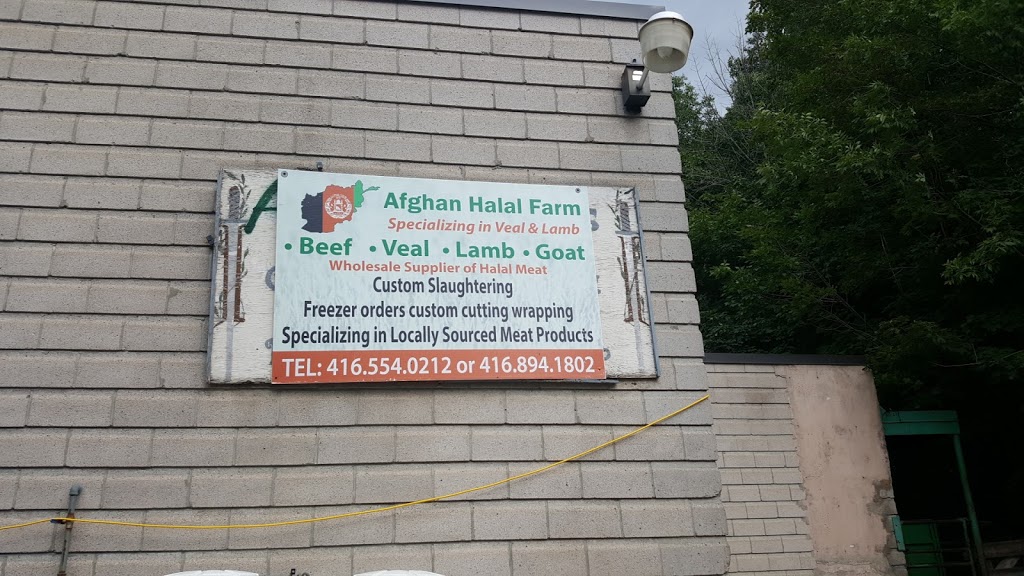 Afghan Halal Farm
Specializing in Veal & Lamb
• Beef • Veal • Lamb • Goat
Wholesale Supplier of Halal Meat
Custom Slaughtering
Freezer orders custom cutting wrapping
Specializing in Locally Sourced Meat Products
TEL: 416.554.0212 or 416.894.1802